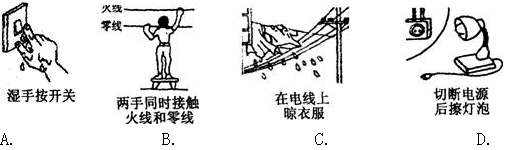 火线
零线
湿手按开关
两手同时接触
火线和零线
在电线上
晾衣服
切断电源
后擦灯泡
A.
B.
C.
D.